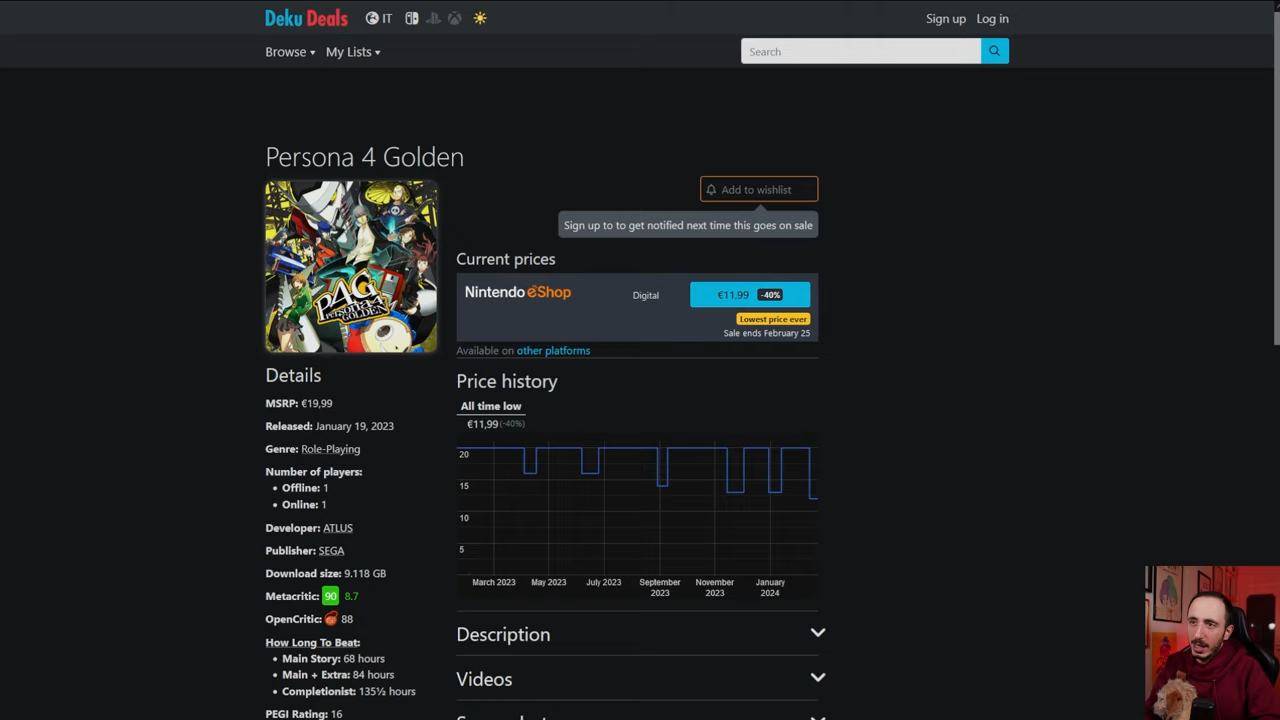 Deku Deals
IT
Sign up
Log in
Browse
My Lists
Search
Persona 4 Golden
P4G
PERSONA 4
GOLDEN
Add to wishlist
Sign up to to get notified next time this goes on sale
Current prices
Nintendo eShop
Digital
€11,99 -40%
Lowest price ever
Sale ends February 25
Available on other platforms
Price history
All time low
€11,99 (-40%)
20
15
10
5
March 2023
May 2023
July 2023
September 2023
November 2023
January 2024
Details
MSRP: €19,99
Released: January 19, 2023
Genre: Role-Playing
Number of players:
• Offline: 1
• Online: 1
Developer: ATLUS
Publisher: SEGA
Download size: 9.118 GB
Metacritic: 90 8.7
OpenCritic: 88
How Long To Beat:
• Main Story: 68 hours
• Main + Extra: 84 hours
• Completionist: 135½ hours
PEGI Rating: 16
Description
Videos